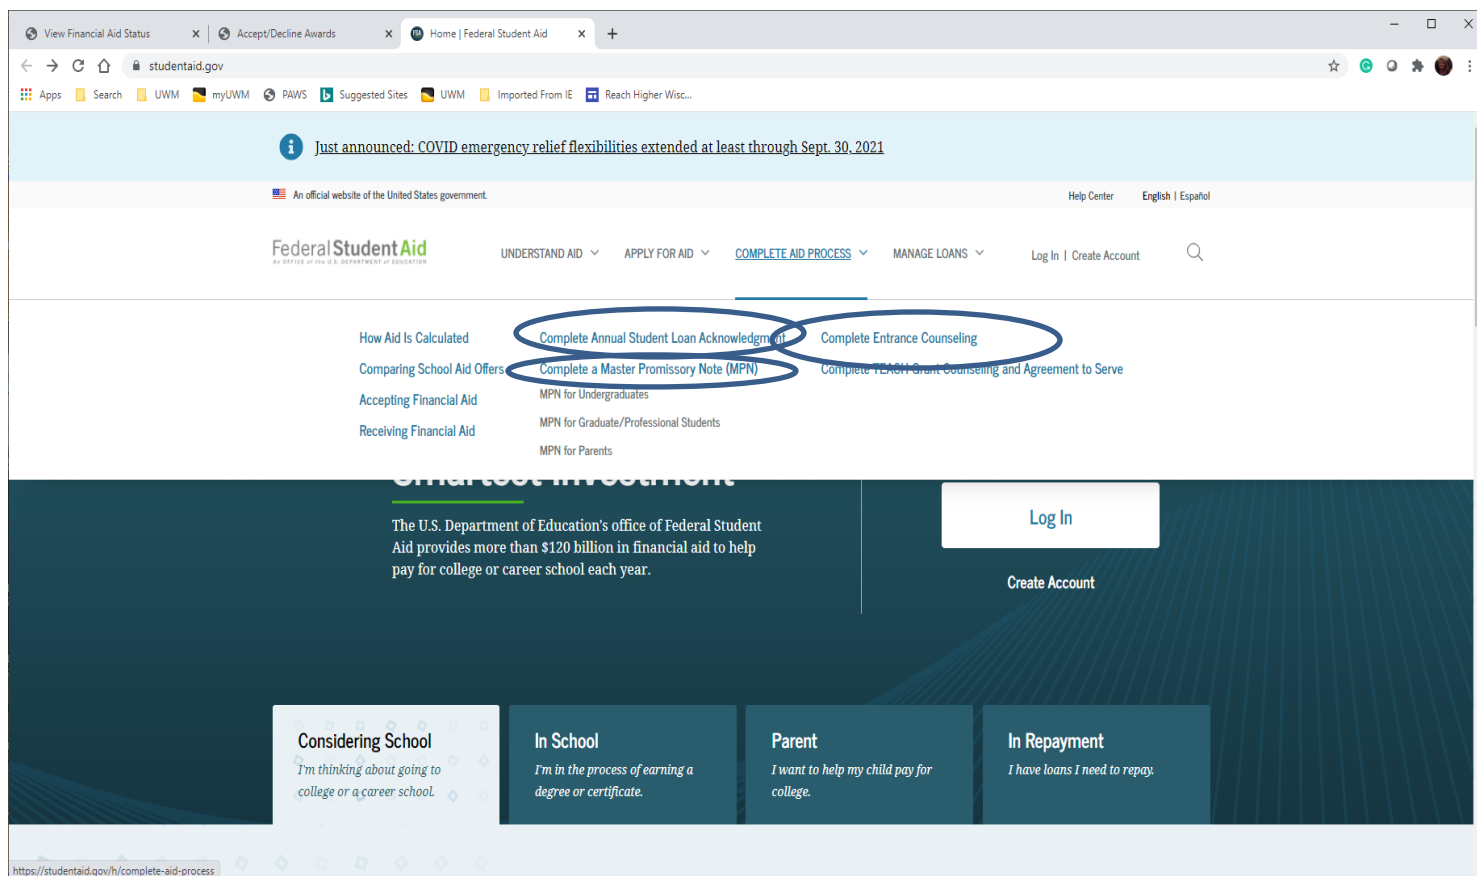 View Financial Aid Status
Accept/Decline Awards
Home | Federal Student Aid
studentaid.gov
Apps Search UWM myUWM PAWS Suggested Sites UWM Imported From IE Reach Higher Wisc...
Just announced: COVID emergency relief flexibilities extended at least through Sept. 30, 2021
An official website of the United States government.
Help Center English | Español
Federal Student Aid
An OFFICE of the U.S. DEPARTMENT of EDUCATION
UNDERSTAND AID APPLY FOR AID COMPLETE AID PROCESS MANAGE LOANS Log In | Create Account
How Aid Is Calculated
Comparing School Aid Offers
Accepting Financial Aid
Receiving Financial Aid
Complete Annual Student Loan Acknowledgment
Complete a Master Promissory Note (MPN)
MPN for Undergraduates
MPN for Graduate/Professional Students
MPN for Parents
Complete Entrance Counseling
Complete TEACH Grant Counseling and Agreement to Serve
Smartest Investment
The U.S. Department of Education's office of Federal Student
Aid provides more than $120 billion in financial aid to help
pay for college or career school each year.
Log In
Create Account
Considering School
I'm thinking about going to
college or a career school.
In School
I'm in the process of earning a
degree or certificate.
Parent
I want to help my child pay for
college.
In Repayment
I have loans I need to repay.
https://studentaid.gov/h/complete-aid-process